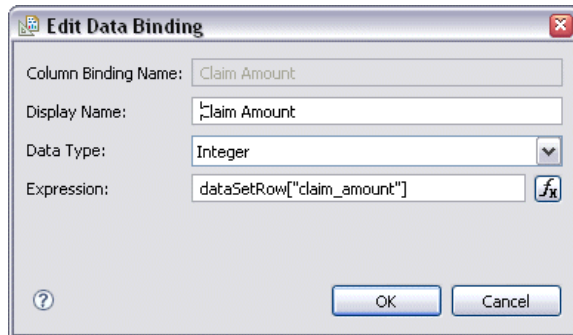 Edit Data Binding
Column Binding Name: Claim Amount
Display Name: Claim Amount
Data Type: Integer
Expression: dataSetRow["claim_amount"] fx
? OK Cancel